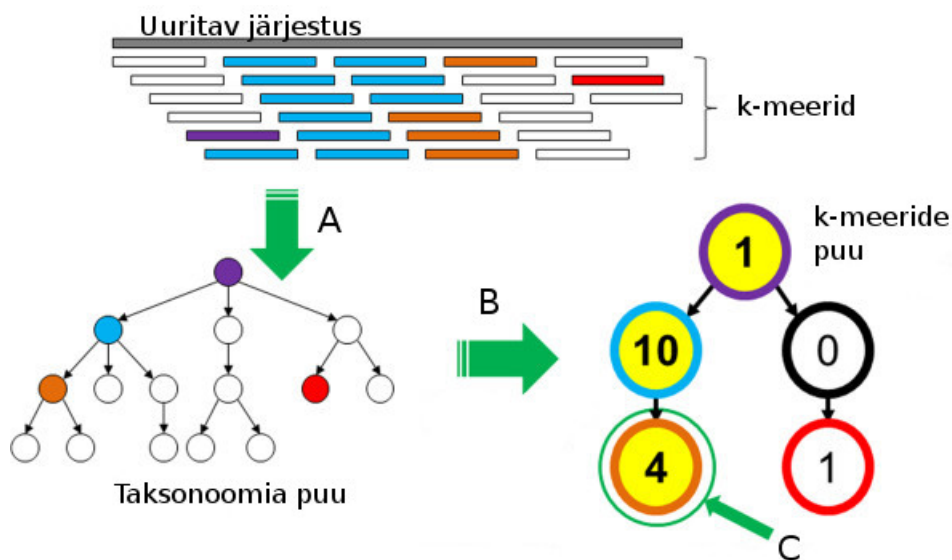 Uuritav järjestus
k-meerid
A
k-meeride
puu
1
B
10
0
4
1
Taksonoomia puu
C